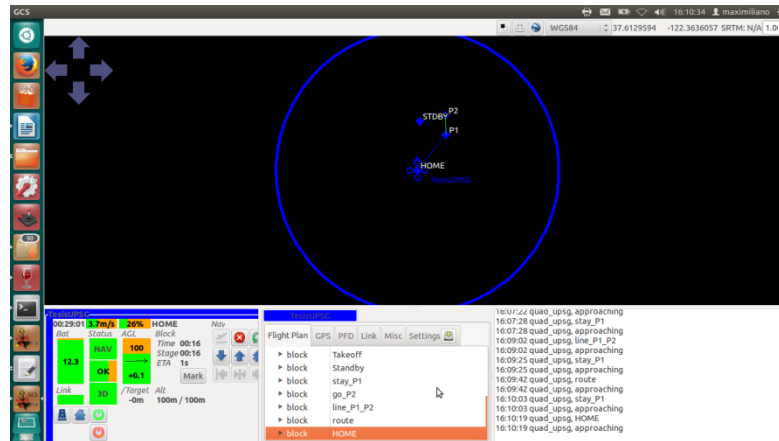 GCS
16:10:34 maximiliano
WGS84 37.6129594 -122.3636057 SRTM: N/A 1.0
P2
STDBY
P1
HOME
TesisUPSG
TesisUPSG
00:29:01 3.7m/s 26% HOME Nav
Bat Status AGL Block
Time 00:16
NAV 100 Stage 00:16
ETA 1s
12.3
OK +0.1 Mark
Link 3D /Target Alt
-0m 100m / 100m
TesisUPSG
Flight Plan GPS PFD Link Misc Settings
block Takeoff
block Standby
block stay_P1
block go_P2
block line_P1_P2
block route
block HOME
16:07:22 quad_upsg, approaching
16:07:28 quad_upsg, stay_P1
16:07:28 quad_upsg, approaching
16:09:02 quad_upsg, line_P1_P2
16:09:02 quad_upsg, approaching
16:09:25 quad_upsg, stay_P1
16:09:25 quad_upsg, approaching
16:09:42 quad_upsg, route
16:09:42 quad_upsg, approaching
16:10:03 quad_upsg, stay_P1
16:10:03 quad_upsg, approaching
16:10:19 quad_upsg, HOME
16:10:19 quad_upsg, approaching